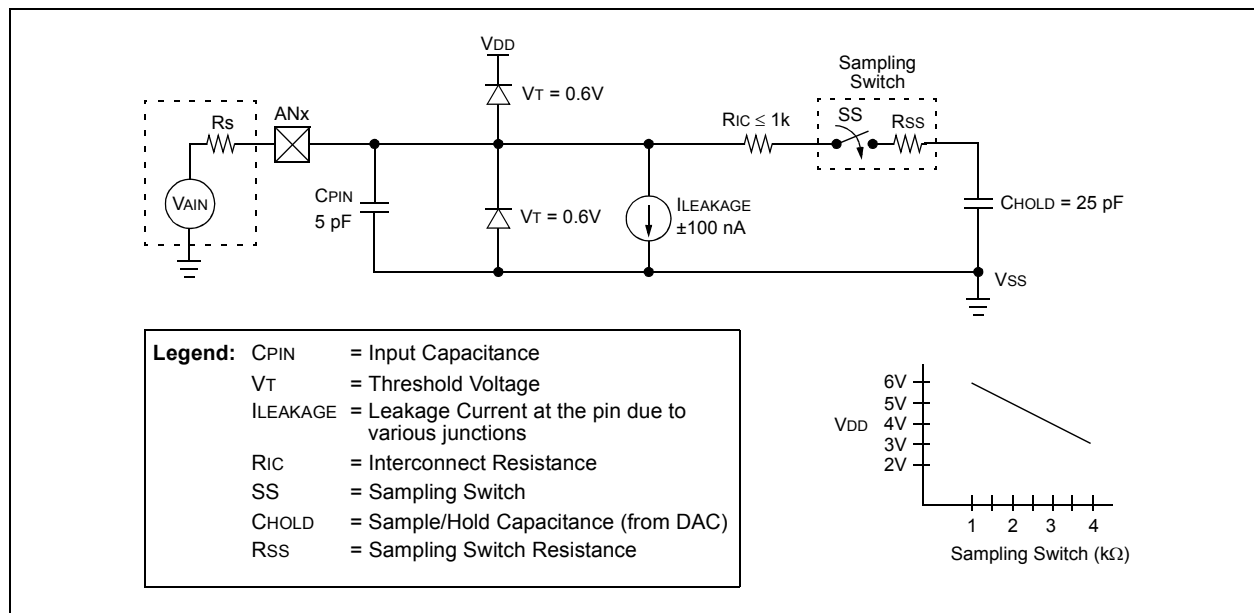 VDD
Sampling
Switch
VT = 0.6V
ANx
Rs
RIC ≤ 1k
SS
RSS
VAIN
CPIN
5 pF
VT = 0.6V
ILEAKAGE
±100 nA
CHOLD = 25 pF
VSS
Legend: CPIN = Input Capacitance
VT = Threshold Voltage
ILEAKAGE = Leakage Current at the pin due to
various junctions
RIC = Interconnect Resistance
SS = Sampling Switch
CHOLD = Sample/Hold Capacitance (from DAC)
RSS = Sampling Switch Resistance
6V
5V
VDD
4V
3V
2V
1 2 3 4
Sampling Switch (kΩ)